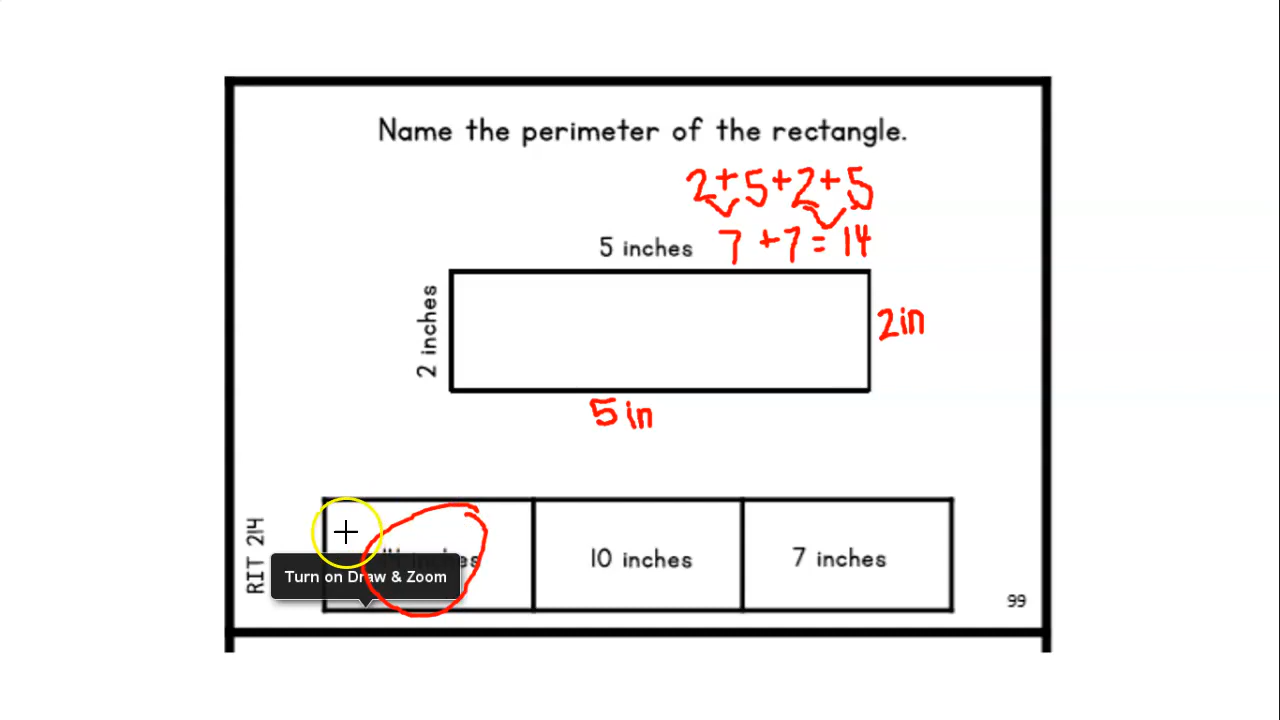 Name the perimeter of the rectangle.
2+5+2+5
7+7=14
5 inches
2 inches
2in
5 in
RIT 214
inches
10 inches
7 inches
Turn on Draw & Zoom
99